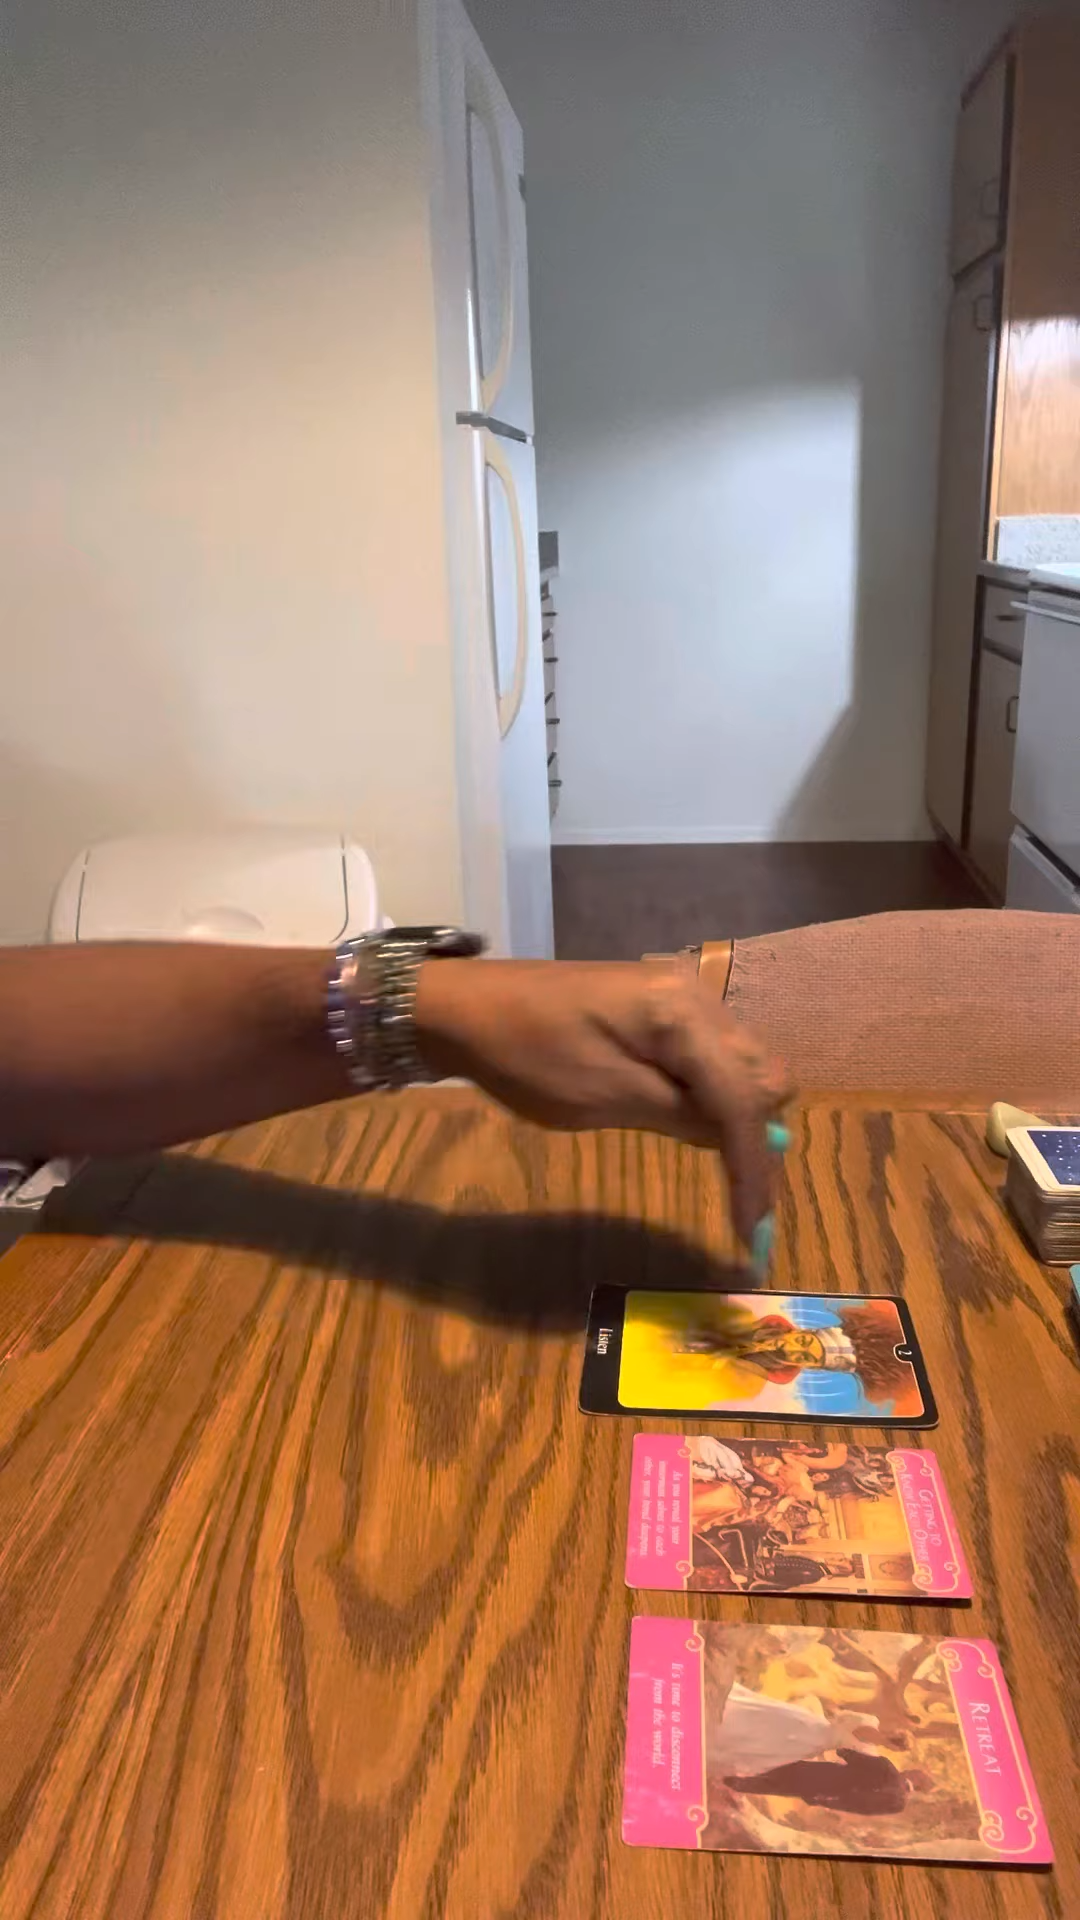 2
Listen
GETTING TO
KNOW EACH OTHER
As you reveal your
innermost selves to each
other, your bond deepens.
RETREAT
It's time to disconnect
from the world.